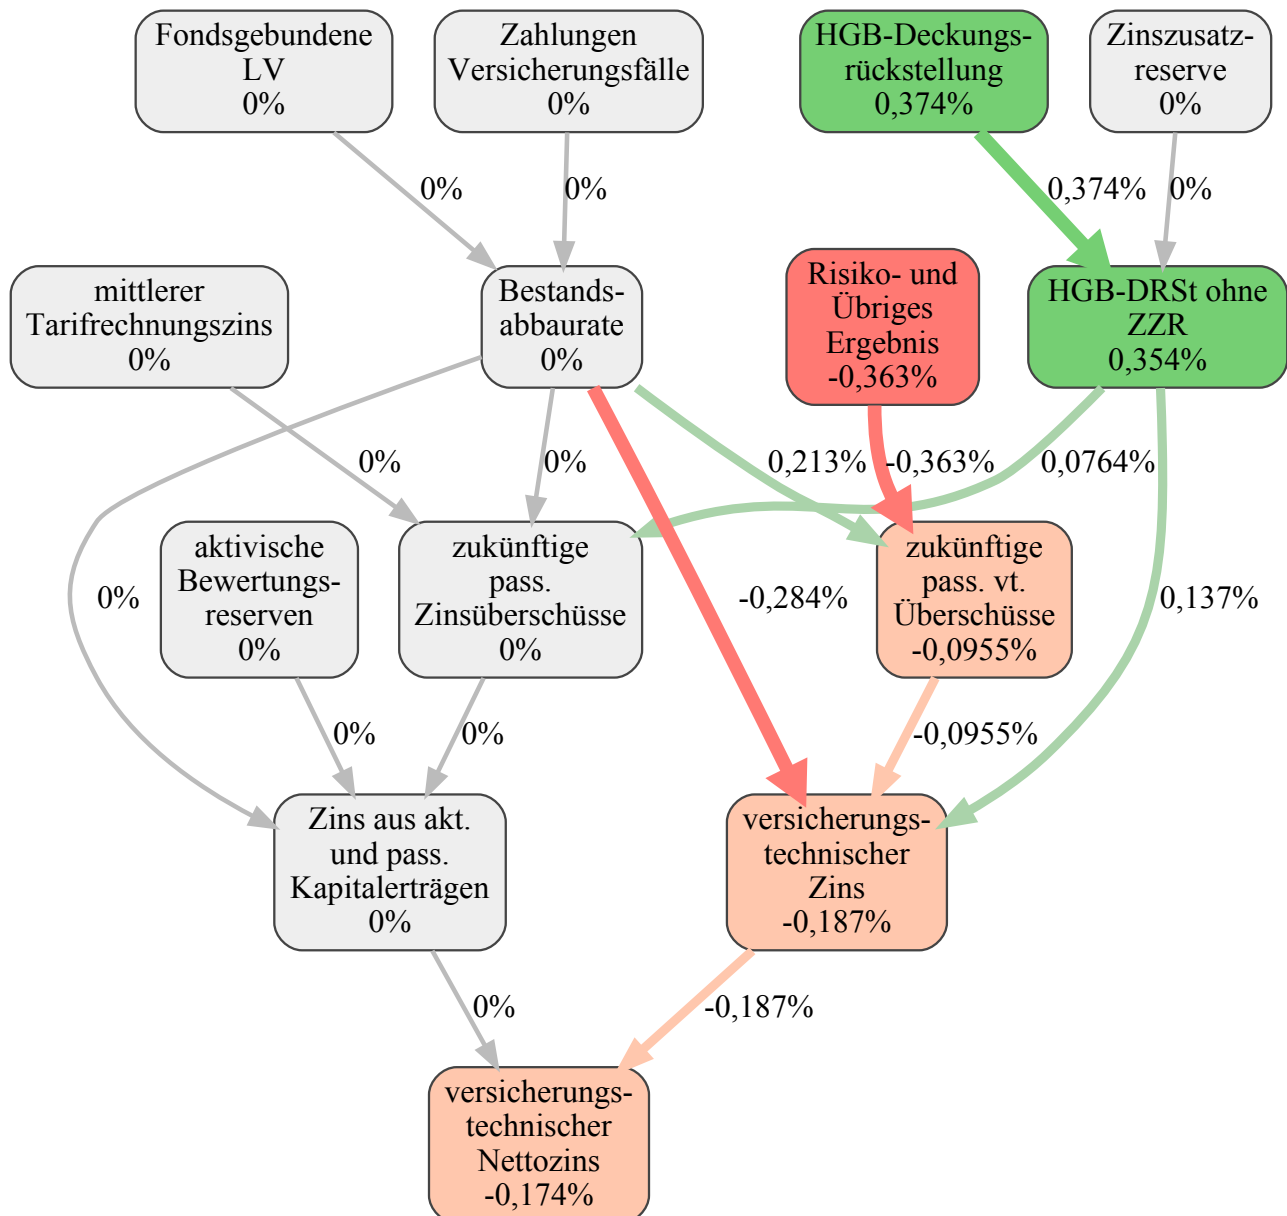 Fondsgebundene
LV
0%
Zahlungen
Versicherungsfälle
0%
HGB-Deckungs-
rückstellung
0,374%
Zinszusatz-
reserve
0%
0%
0%
0,374%
0%
mittlerer
Tarifrechnungszins
0%
Bestands-
abbaurate
0%
Risiko- und
Übriges
Ergebnis
-0,363%
HGB-DRSt ohne
ZZR
0,354%
0%
0%
0,213%
-0,363%
0,0764%
aktivische
Bewertungs-
reserven
0%
zukünftige
pass.
Zinsüberschüsse
0%
zukünftige
pass. vt.
Überschüsse
-0,0955%
0%
-0,284%
0,137%
0%
0%
-0,0955%
Zins aus akt.
und pass.
Kapitalerträgen
0%
versicherungs-
technischer
Zins
-0,187%
0%
-0,187%
versicherungs-
technischer
Nettozins
-0,174%